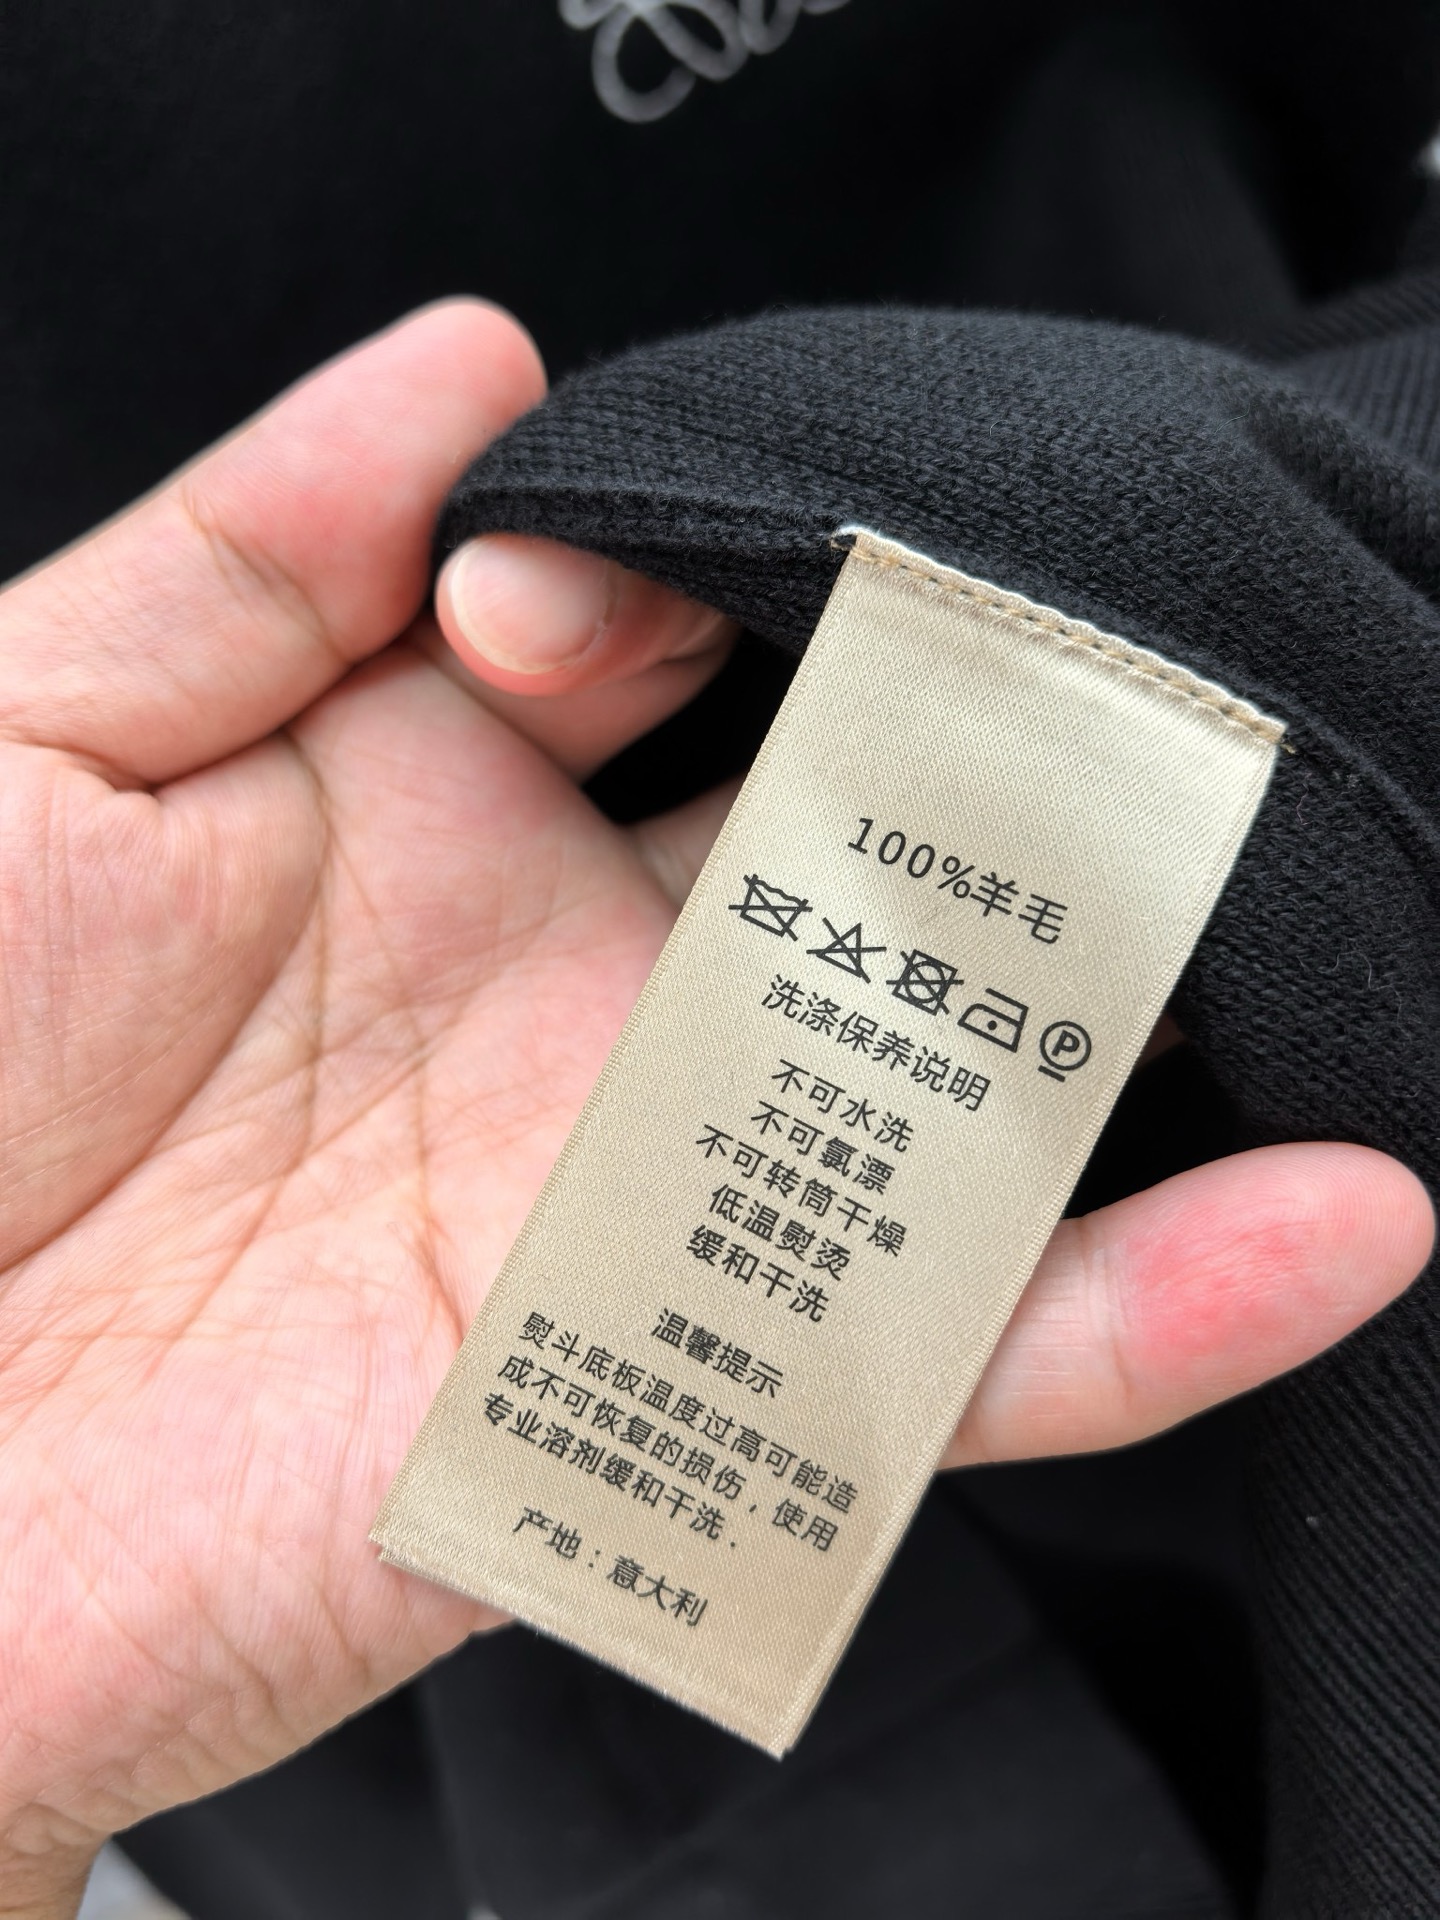 100%羊毛
P
洗涤保养说明
不可水洗
不可氯漂
不可转筒干燥
低温熨烫
缓和干洗
温馨提示
熨斗底板温度过高可能造
成不可恢复的损伤，使用
专业溶剂缓和干洗.
产地：意大利